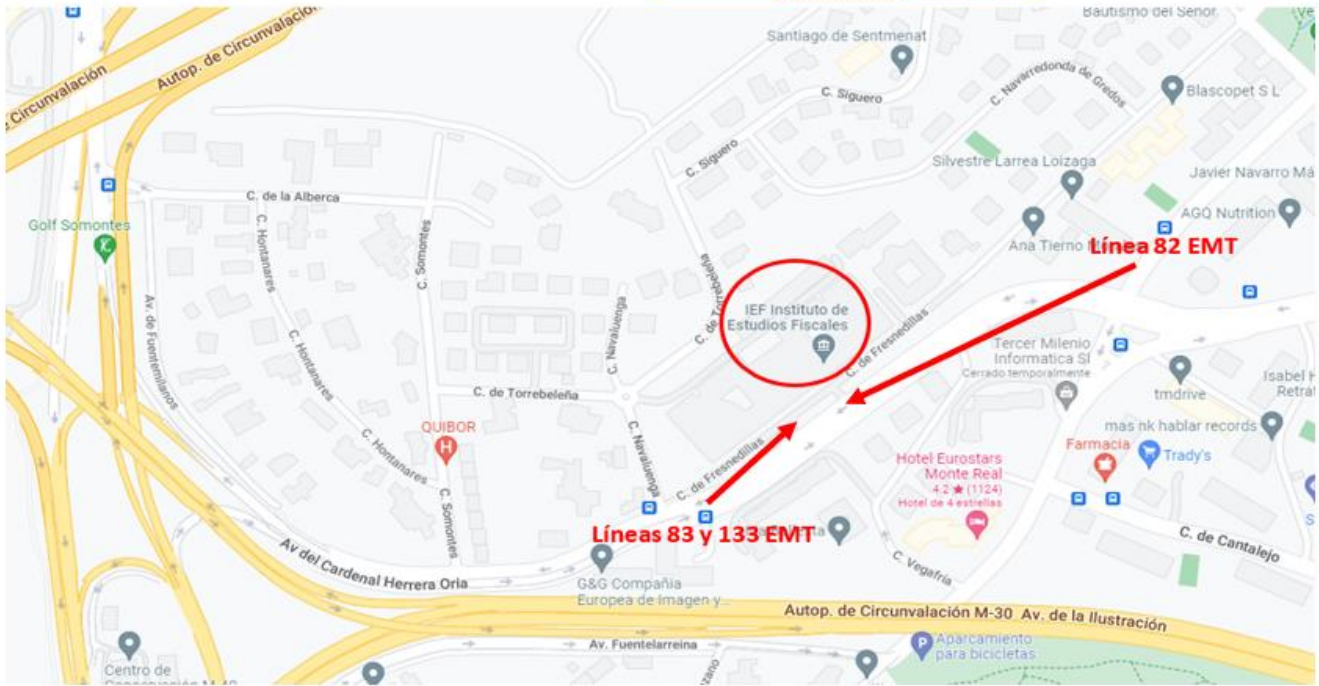 Bautismo del Señor
Santiago de Sentmenat
Autop. de Circunvalación
Circunvalación
C. Siguero
C. Navarredonda de Gredos
Blascopet S L
C. Siguero
Silvestre Larrea Loizaga
Javier Navarro Má
C. de la Alberca
AGQ Nutrition
Golf Somontes
C. Hontanares
C. Somontes
Ana Tierno
Línea 82 EMT
C. de Torrebeleña
C. Navaluenga
Av. de Fuentemilanos
IEF Instituto de
Estudios Fiscales
C. Hontanares
C. de Fresnedillas
Tercer Milenio
Informatica Sl
Cerrado temporalmente
Isabel
Retra
tmdrive
C. de Torrebeleña
QUIBOR
H
C. Hontanares
C. Navaluenga
mas nk hablar records
Farmacia
Trady's
Hotel Eurostars
Monte Real
4.2 ★ (1124)
Hotel de 4 estrellas
C. de Fresnedillas
C. Somontes
Líneas 83 y 133 EMT
C. de Cantalejo
Av del Cardenal Herrera Oria
C. Vegafría
G&G Compañia
Europea de Imagen y...
Autop. de Circunvalación M-30 Av. de la Ilustración
Av. Fuentelarreina
P
Aparcamiento
para bicicletas
Centro de